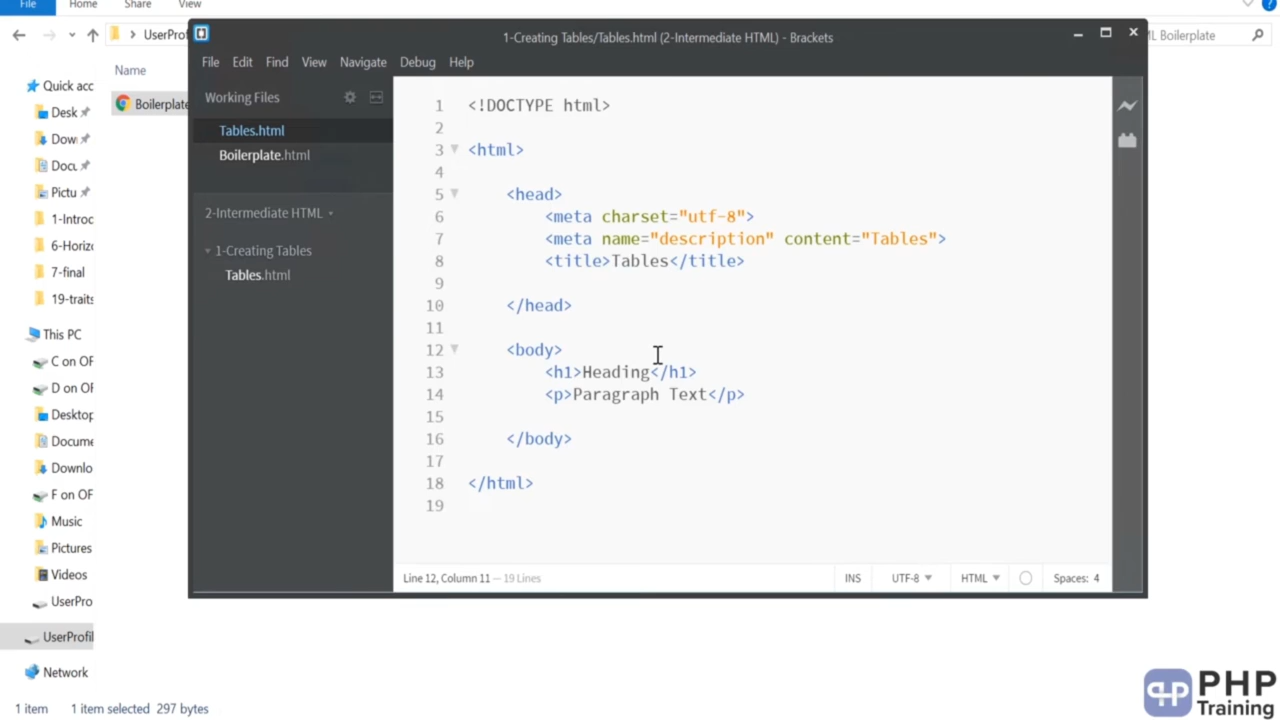 File Home Share View
UserProfi
ML Boilerplate
Name
Boilerplate
Quick acc
Desk
Dow
Docu
Pictu
1-Introc
6-Horizo
7-final
19-traits
This PC
C on OF
D on OF
Desktop
Docume
Downlo
F on OF
Music
Pictures
Videos
UserPro
UserProfil
Network
1 item 1 item selected 297 bytes
1-Creating Tables/Tables.html (2-Intermediate HTML) - Brackets
File Edit Find View Navigate Debug Help
Working Files
Tables.html
Boilerplate.html
2-Intermediate HTML
1-Creating Tables
Tables.html
1 <!DOCTYPE html>
2
3 <html>
4
5 <head>
6 <meta charset="utf-8">
7 <meta name="description" content="Tables">
8 <title>Tables</title>
9
10 </head>
11
12 <body>
13 <h1>Heading</h1>
14 <p>Paragraph Text</p>
15
16 </body>
17
18 </html>
19
Line 12, Column 11 — 19 Lines
INS UTF-8 HTML Spaces: 4
PHP
Training